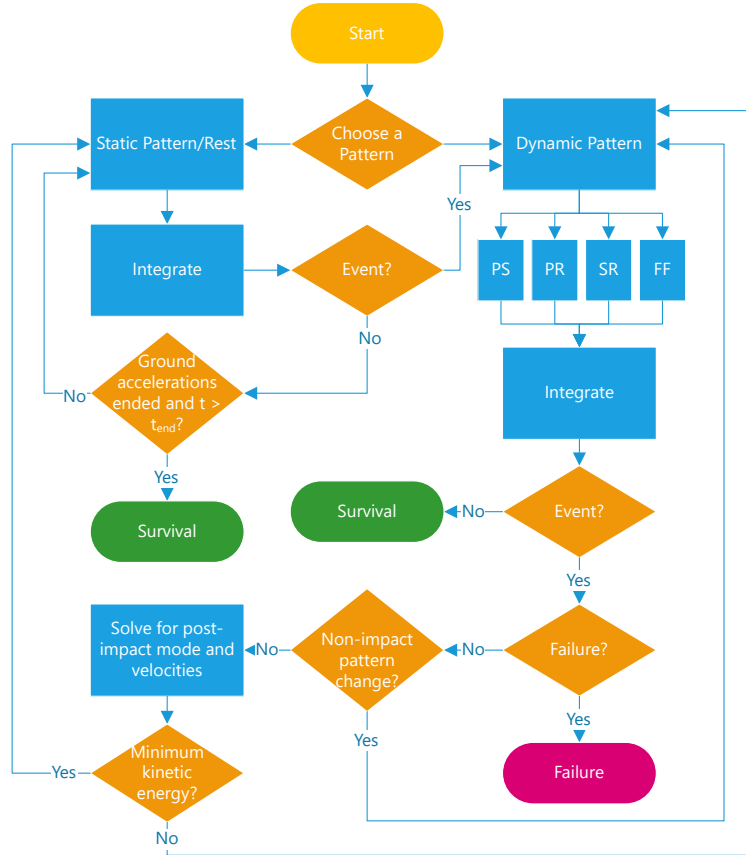 Start
Choose a
Pattern
Static Pattern/Rest
Dynamic Pattern
Yes
Integrate
Event?
PS
PR
SR
FF
No
Ground
accelerations
ended and t >
tend?
No
Integrate
Yes
Survival
Survival
No
Event?
Yes
Solve for post-
impact mode and
velocities
No
Non-impact
pattern
change?
No
Failure?
Yes
Yes
Minimum
kinetic
energy?
Yes
Failure
No